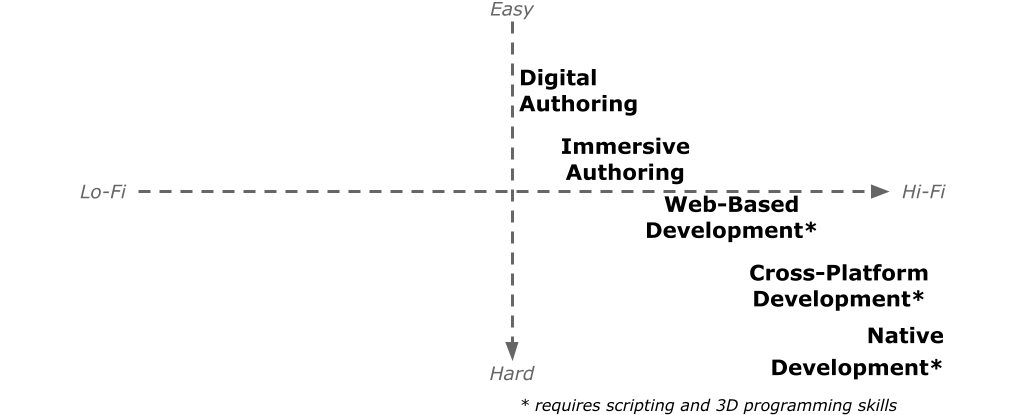 Easy
Digital
Authoring
Immersive
Authoring
Lo-Fi
Hi-Fi
Web-Based
Development*
Cross-Platform
Development*
Native
Development*
Hard
* requires scripting and 3D programming skills